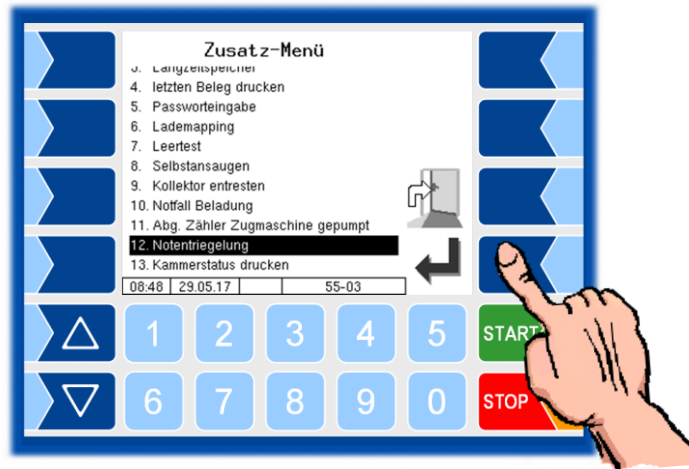 Zusatz-Menü
3. Langzeitspeicher
4. letzten Beleg drucken
5. Passworteingabe
6. Lademapping
7. Leertest
8. Selbstansaugen
9. Kollektor entresten
10. Notfall Beladung
11. Abg. Zähler Zugmaschine gepumpt
12. Notentriegelung
13. Kammerstatus drucken
08:48 29.05.17 55-03
1 2 3 4 5 START
6 7 8 9 0 STOP